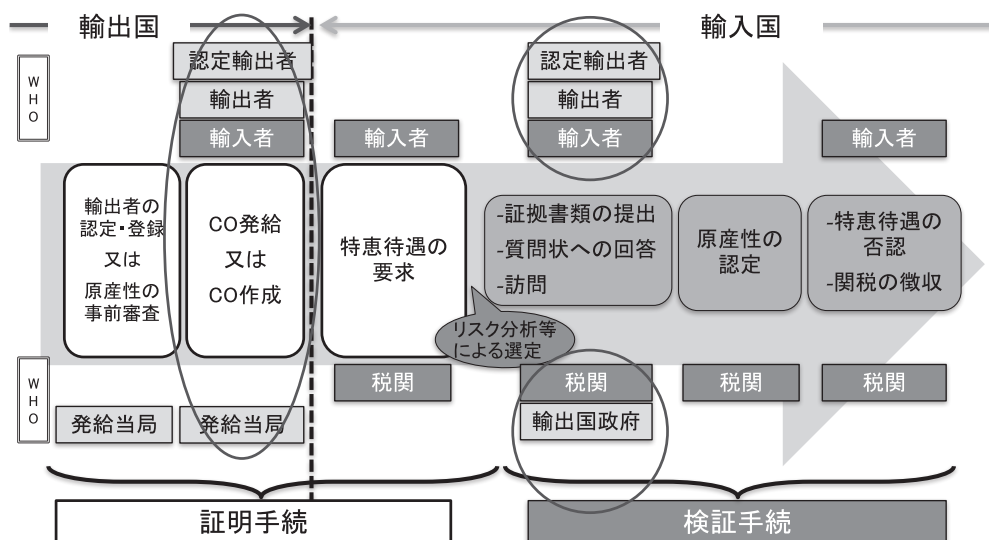 輸出国
輸入国
WHO
認定輸出者
輸出者
輸入者
輸入者
認定輸出者
輸出者
輸入者
輸入者
輸出者の
認定・登録
又は
原産性の
事前審査
CO発給
又は
CO作成
特恵待遇の
要求
-証拠書類の提出
-質問状への回答
-訪問
原産性の
認定
-特恵待遇の
否認
-関税の徴収
リスク分析等
による選定
WHO
発給当局
発給当局
税関
税関
輸出国政府
税関
税関
証明手続
検証手続